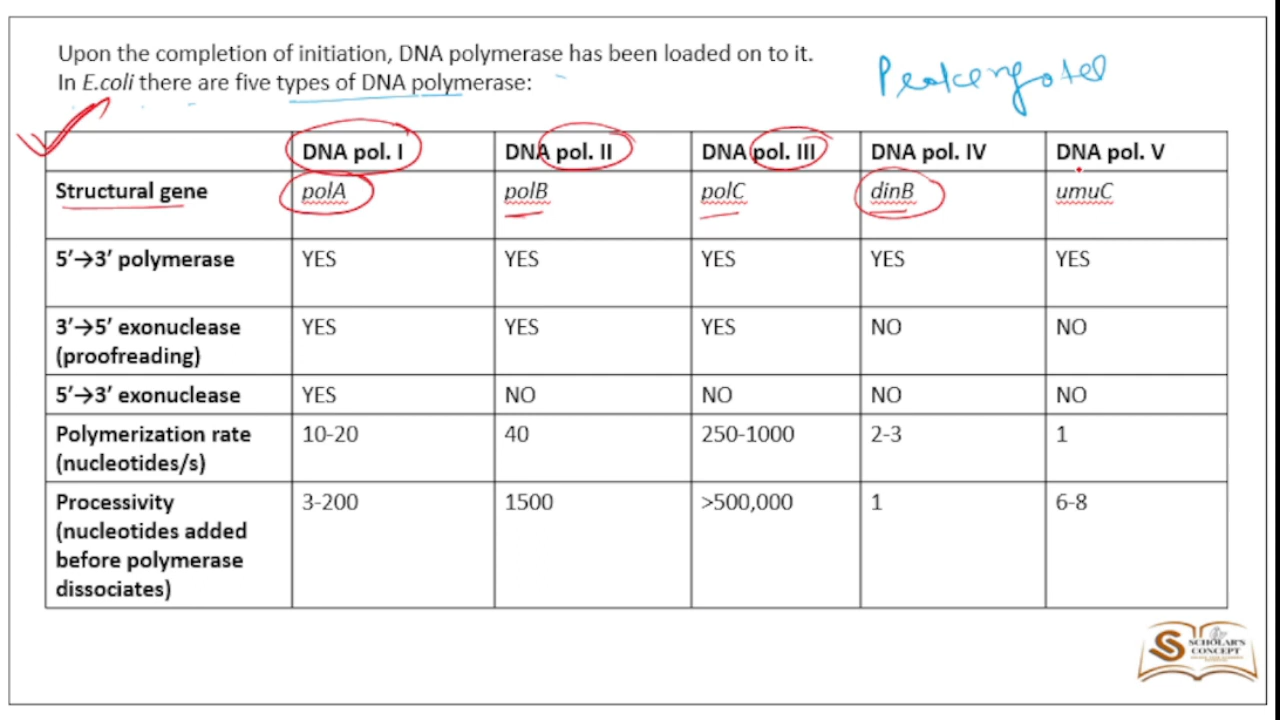 Upon the completion of initiation, DNA polymerase has been loaded on to it.
In E.coli there are five types of DNA polymerase:
DNA pol. I DNA pol. II DNA pol. III DNA pol. IV DNA pol. V
Structural gene polA polB polC dinB umuC
5′→3′ polymerase YES YES YES YES YES
3′→5′ exonuclease YES YES YES NO NO
(proofreading)
5′→3′ exonuclease YES NO NO NO NO
Polymerization rate 10-20 40 250-1000 2-3 1
(nucleotides/s)
Processivity 3-200 1500 >500,000 1 6-8
(nucleotides added
before polymerase
dissociates)
SCHOLAR'S
CONCEPT